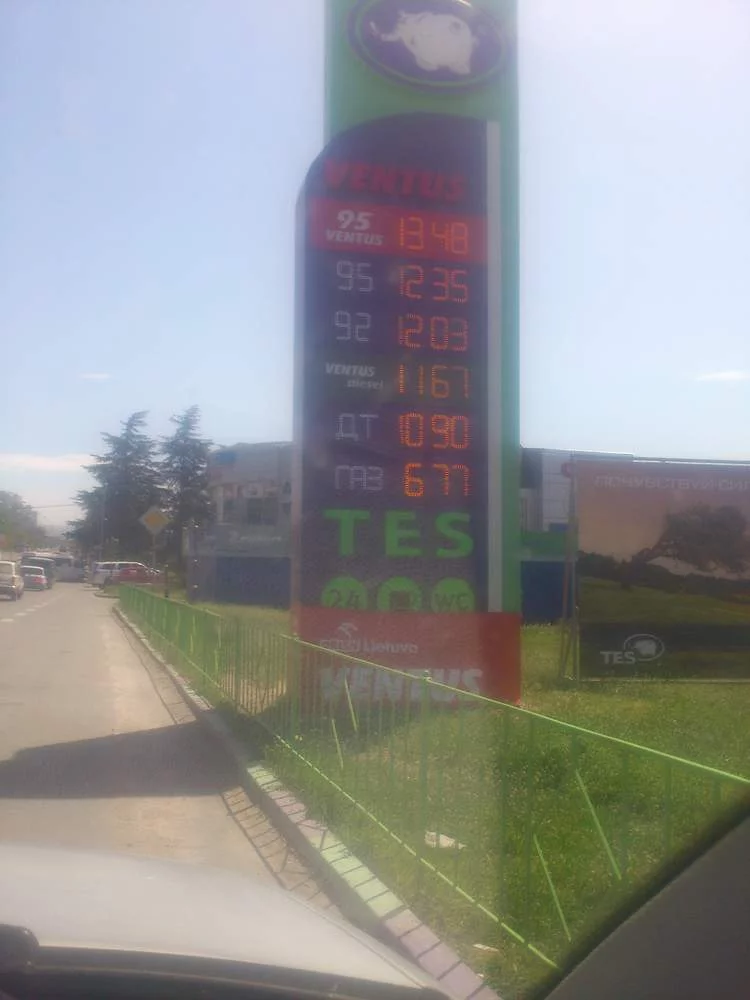 VENTUS
95 VENTUS 13 48
95 12 35
92 12 03
VENTUS diesel 11 67
ДТ 10 90
ГАЗ 6 77
TES
24 WC
Lietuva
VENTUS
TES